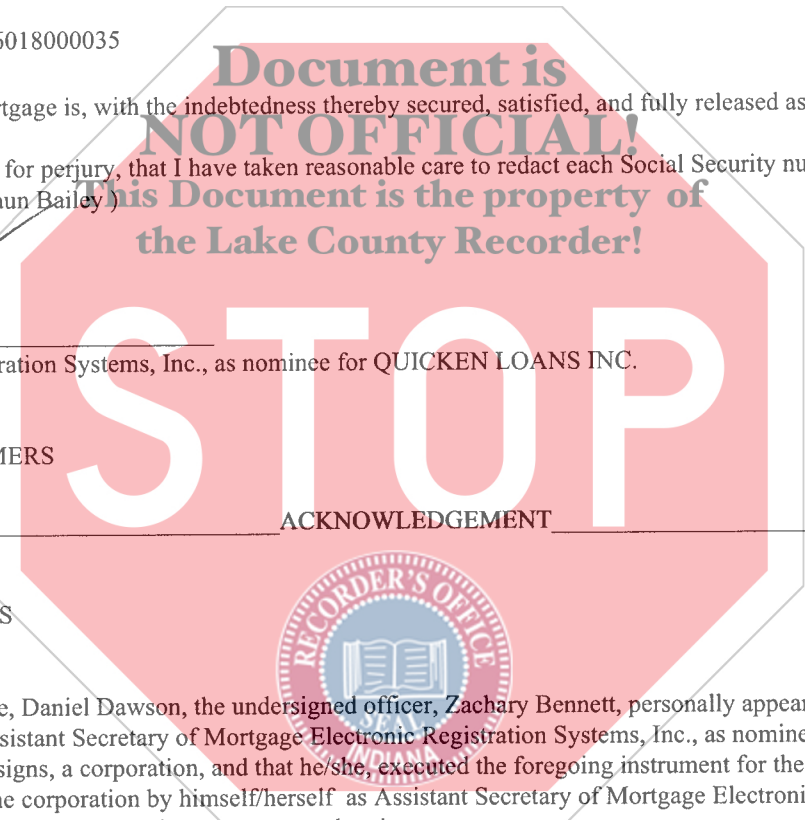 6018000035
Document is
rtgage is, with the indebtedness thereby secured, satisfied, and fully released as
NOT OFFICIAL!
for perjury, that I have taken reasonable care to redact each Social Security nu
This Document is the property of
un Bailey )
the Lake County Recorder!
STOP
ration Systems, Inc., as nominee for QUICKEN LOANS INC.
MERS
ACKNOWLEDGEMENT
RECORDER'S OFFICE
S
e, Daniel Dawson, the undersigned officer, Zachary Bennett, personally appear
SEAL
ssistant Secretary of Mortgage Electronic Registration Systems, Inc., as nomine
INDIANA
signs, a corporation, and that he/she, executed the foregoing instrument for the
ne corporation by himself/herself as Assistant Secretary of Mortgage Electroni